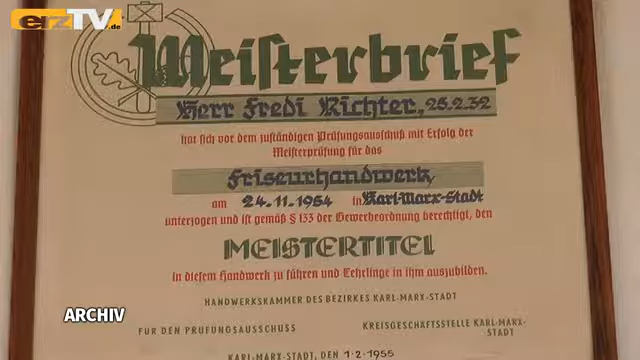 erzTV.de
Meisterbrief
Herr Fredi Richter, 25.2.32
hat sich vor dem zuständigen Prüfungsausschuß mit Erfolg der
Meisterprüfung für das
Friseurhandwerk
am 24.11.1954 in Karl-Marx-Stadt
unterzogen und ist gemäß § 133 der Gewerbeordnung berechtigt, den
MEISTERTITEL
in diesem Handwerk zu führen und Lehrlinge in ihm auszubilden.
HANDWERKSKAMMER DES BEZIRKES KARL-MARX-STADT
FÜR DEN PRÜFUNGSAUSSCHUSS
KREISGESCHÄFTSSTELLE KARL-MARX-
STADT
KARL-MARX-STADT, DEN 1.2.1955
ARCHIV